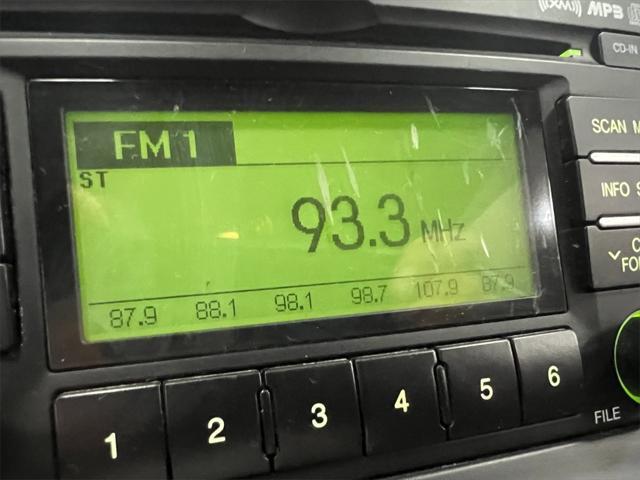 XM MP3
CD-IN
FM 1
ST
93.3 MHz
87.9 88.1 98.1 98.7 107.9 87.9
SCAN
INFO
1 2 3 4 5 6
FILE